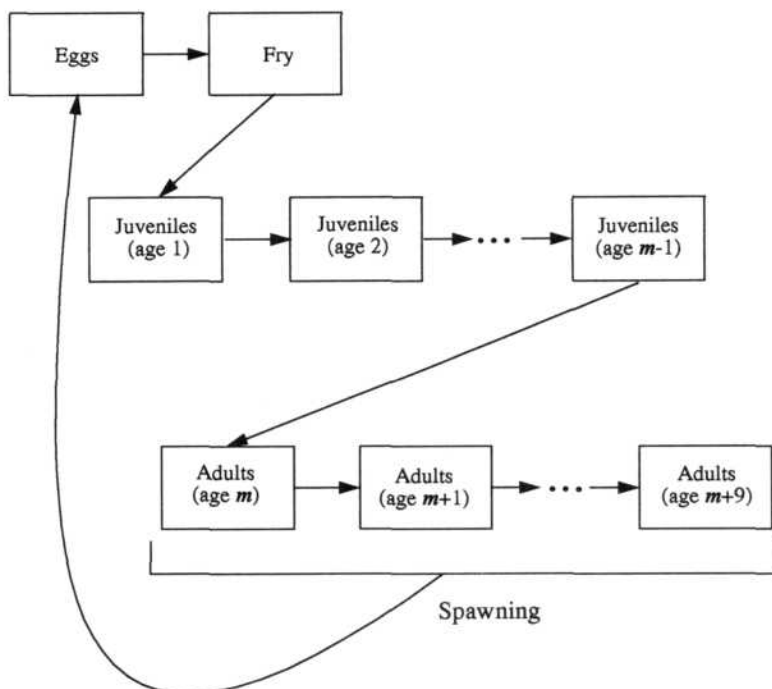 Eggs
Fry
Juveniles
(age 1)
Juveniles
(age 2)
...
Juveniles
(age m-1)
Adults
(age m)
Adults
(age m+1)
...
Adults
(age m+9)
Spawning